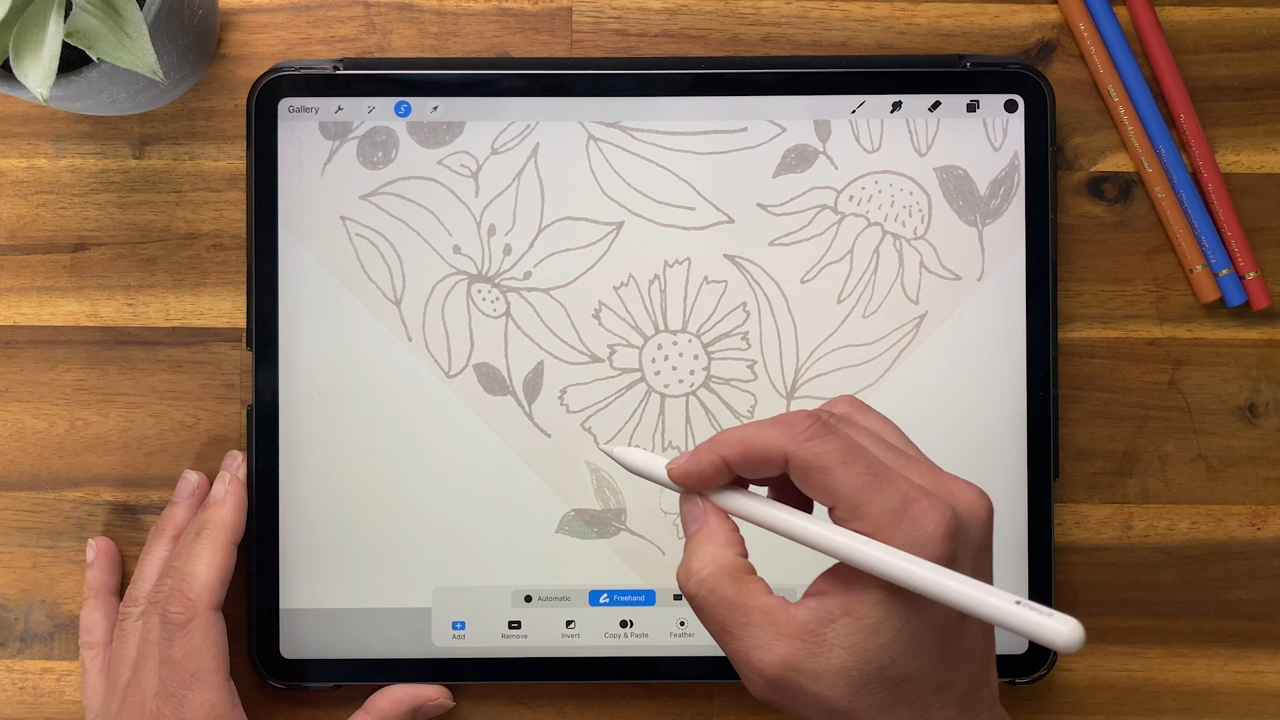 Gallery
Automatic
Freehand
Add
Remove
Invert
Copy & Paste
Feather